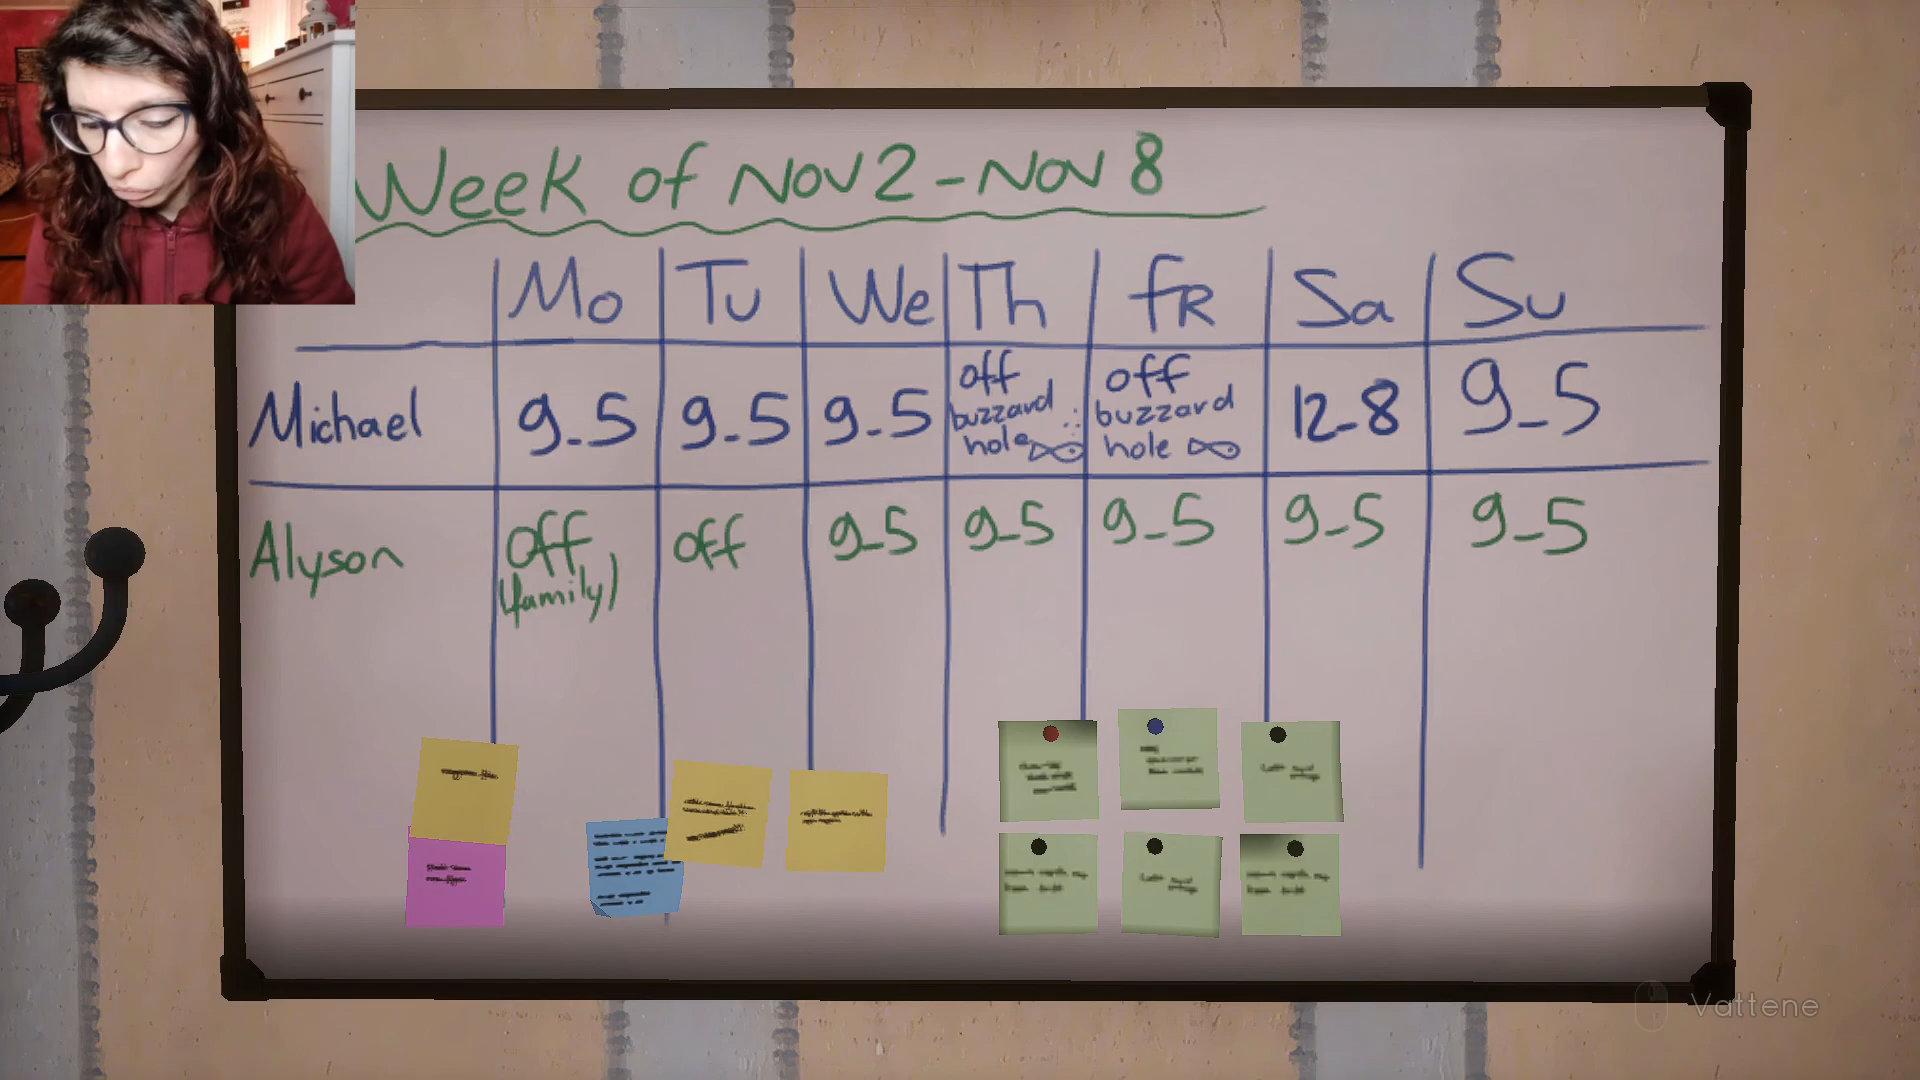 Week of Nov 2 - Nov 8
Mo Tu We Th fR Sa Su
Michael 9-5 9-5 9-5 off buzzard hole off buzzard hole 12-8 9-5
Alyson Off (family) off 9-5 9-5 9-5 9-5 9-5
Vattene